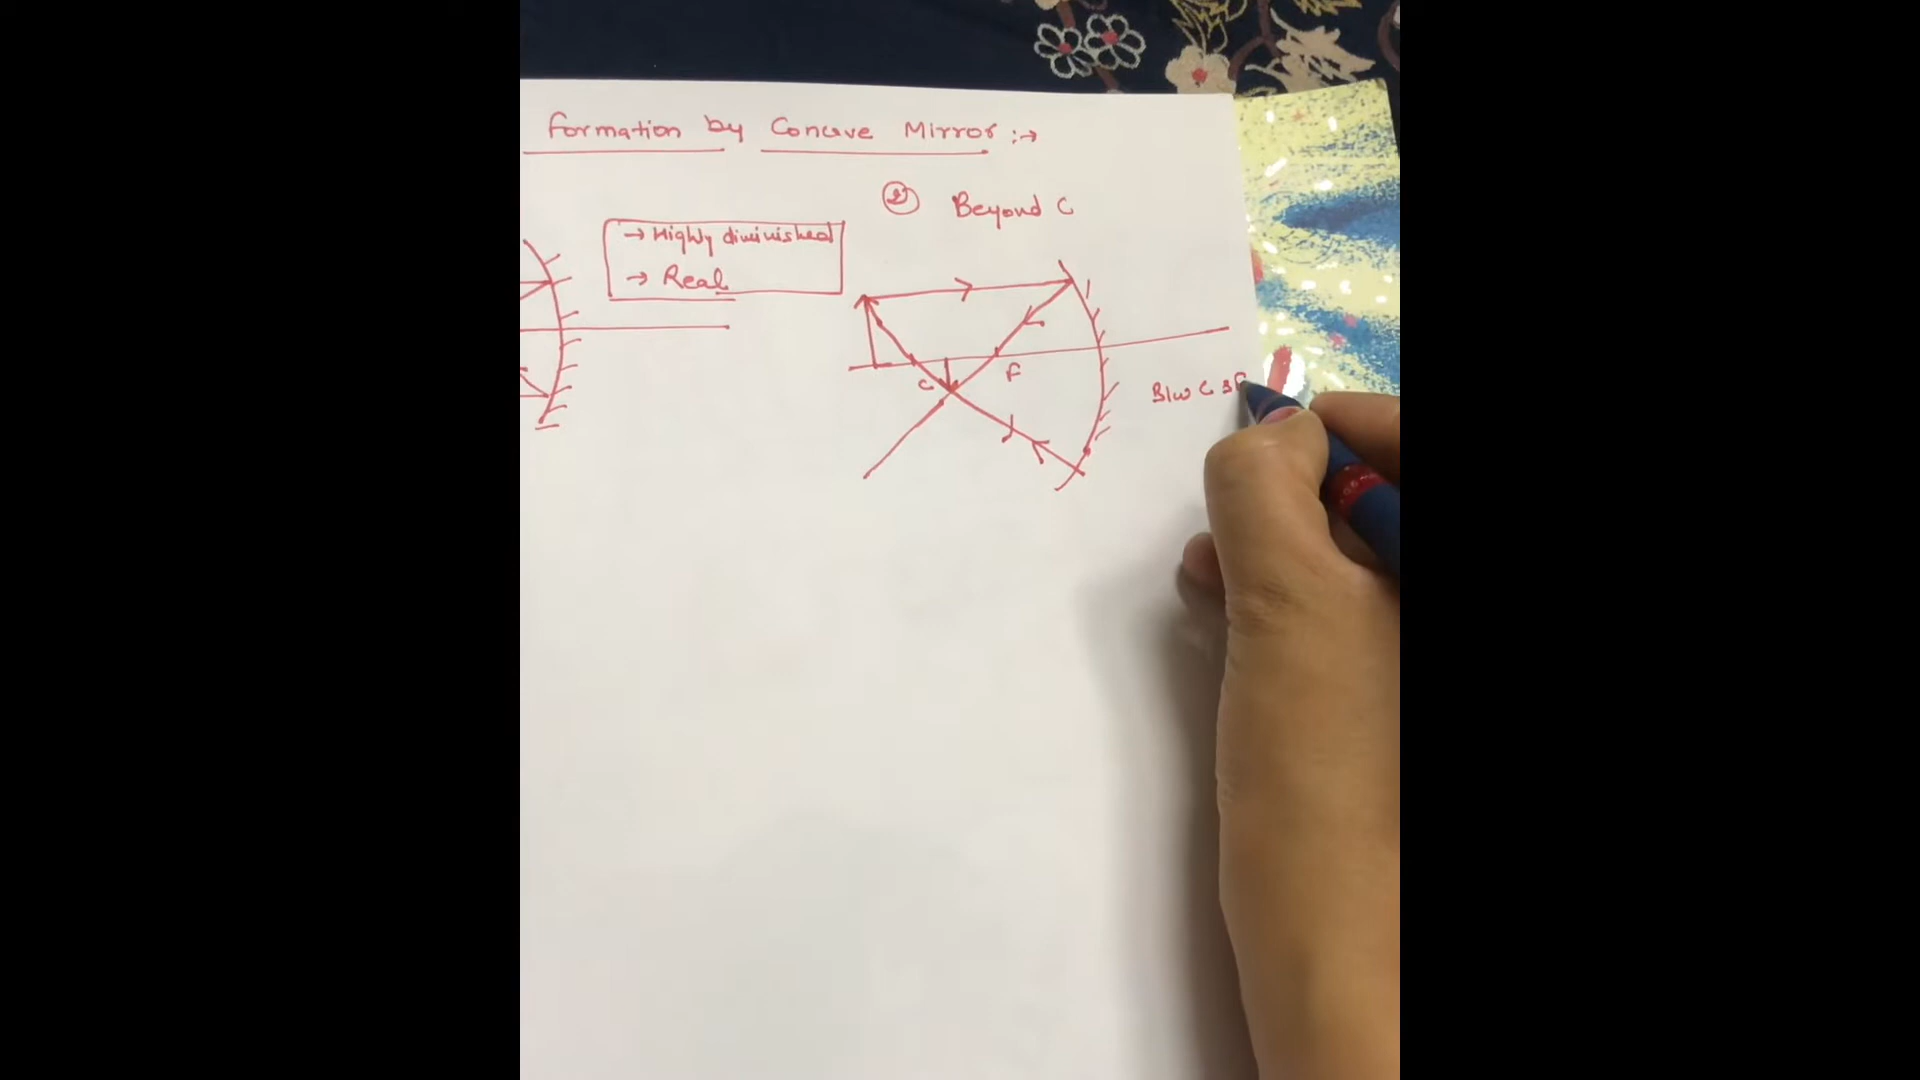 formation by Concave Mirror :→
② Beyond C
→ Highly diminished
→ Real
C
F
B/w C & F